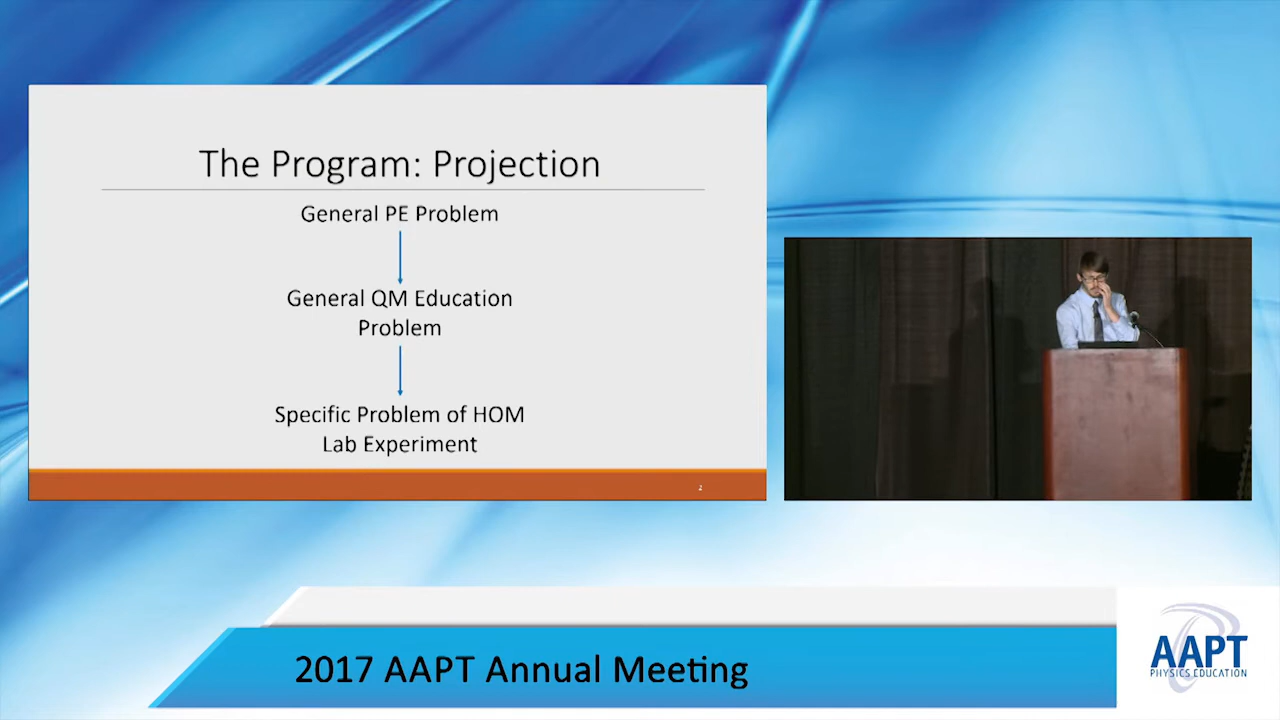 The Program: Projection
General PE Problem
General QM Education
Problem
Specific Problem of HOM
Lab Experiment
2
2017 AAPT Annual Meeting
AAPT
PHYSICS EDUCATION